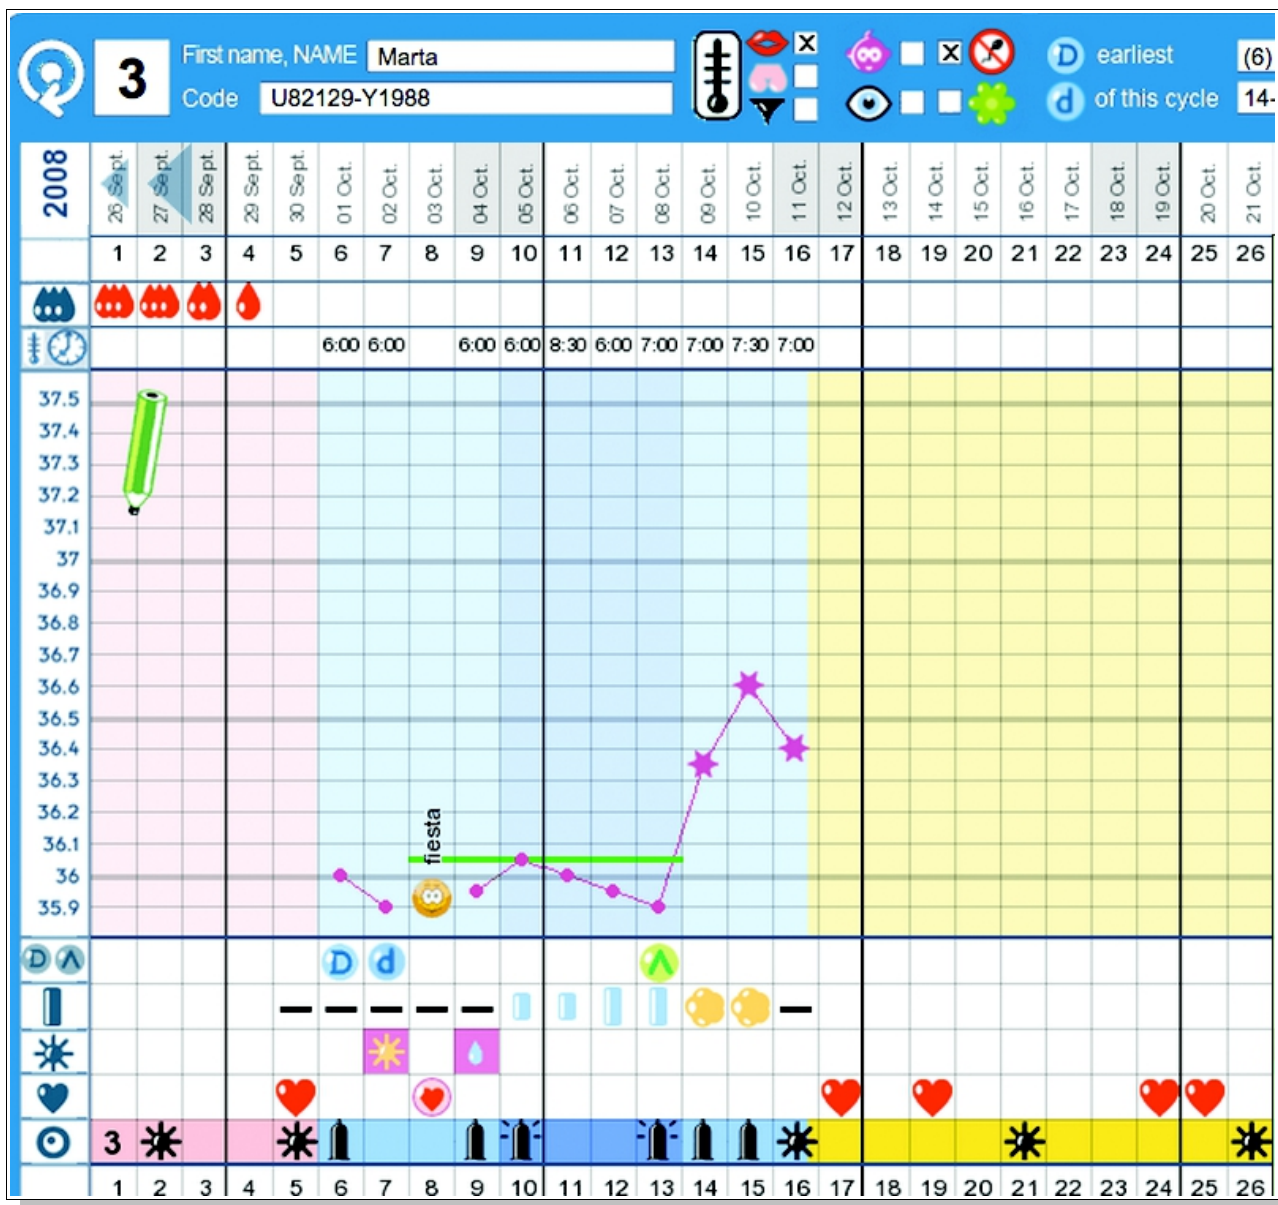 3
First name, NAME Marta
Code U82129-Y1988
X
X
D earliest (6)
d of this cycle 14-
2008 26 Sept. 27 Sept. 28 Sept. 29 Sept. 30 Sept. 01 Oct. 02 Oct. 03 Oct. 04 Oct. 05 Oct. 06 Oct. 07 Oct. 08 Oct. 09 Oct. 10 Oct. 11 Oct. 12 Oct. 13 Oct. 14 Oct. 15 Oct. 16 Oct. 17 Oct. 18 Oct. 19 Oct. 20 Oct. 21 Oct.
1 2 3 4 5 6 7 8 9 10 11 12 13 14 15 16 17 18 19 20 21 22 23 24 25 26
6:00 6:00 6:00 6:00 8:30 6:00 7:00 7:00 7:30 7:00
37.5
37.4
37.3
37.2
37.1
37
36.9
36.8
36.7
36.6
36.5
36.4
36.3
36.2
36.1
fiesta
36
35.9
D Λ D d Λ
3
1 2 3 4 5 6 7 8 9 10 11 12 13 14 15 16 17 18 19 20 21 22 23 24 25 26